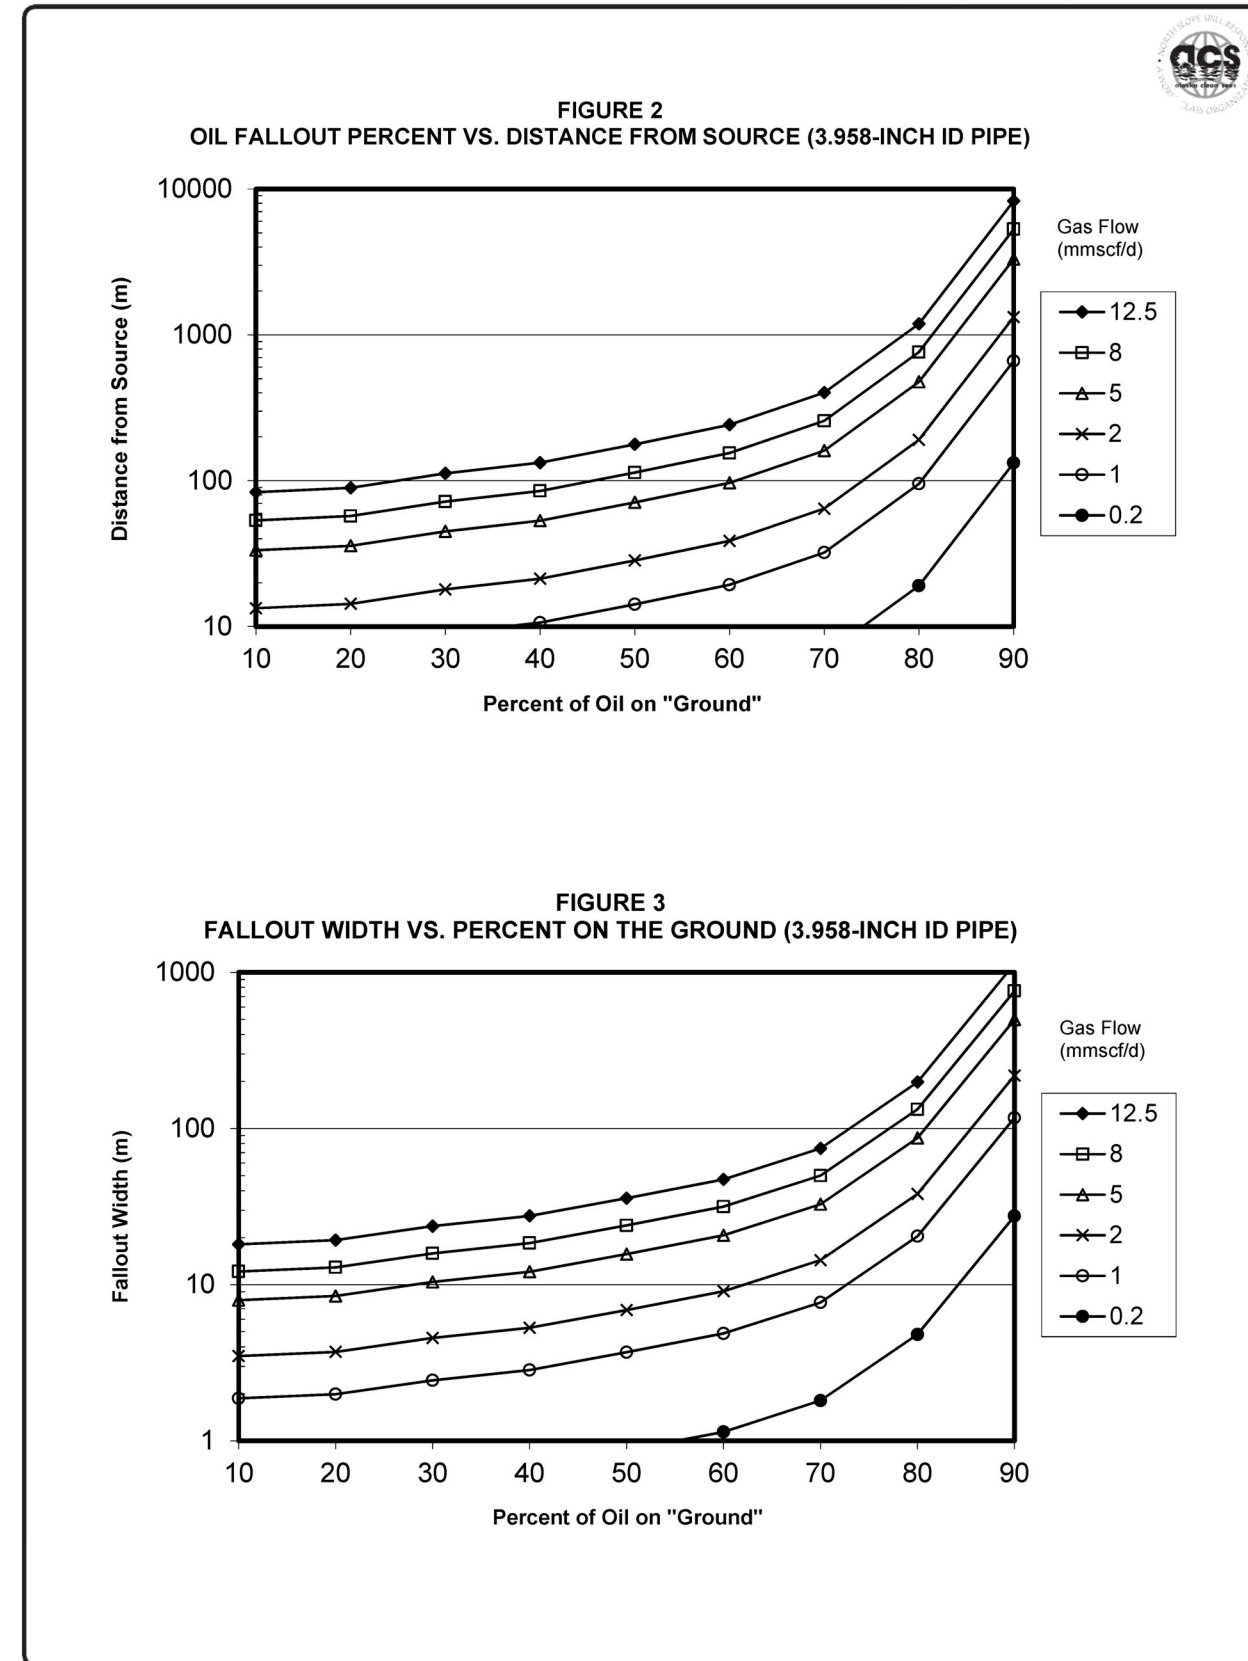 acs
alaska clean seas
FIGURE 2
OIL FALLOUT PERCENT VS. DISTANCE FROM SOURCE (3.958-INCH ID PIPE)
10000
1000
100
10
Distance from Source (m)
10 20 30 40 50 60 70 80 90
Percent of Oil on "Ground"
Gas Flow
(mmscf/d)
12.5
8
5
2
1
0.2
FIGURE 3
FALLOUT WIDTH VS. PERCENT ON THE GROUND (3.958-INCH ID PIPE)
1000
100
10
1
Fallout Width (m)
10 20 30 40 50 60 70 80 90
Percent of Oil on "Ground"
Gas Flow
(mmscf/d)
12.5
8
5
2
1
0.2